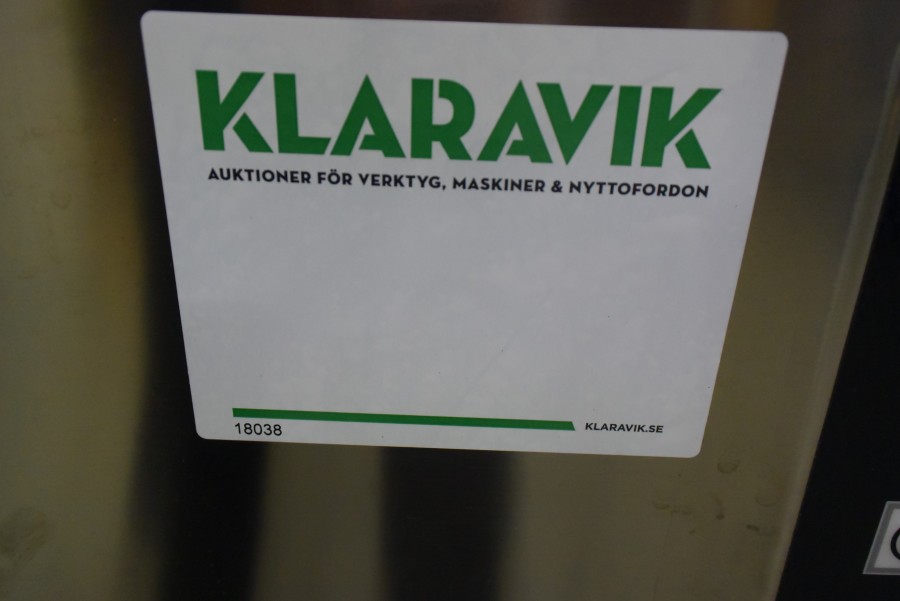 KLARAVIK
AUKTIONER FÖR VERKTYG, MASKINER & NYTTOFORDON
18038
KLARAVIK.SE